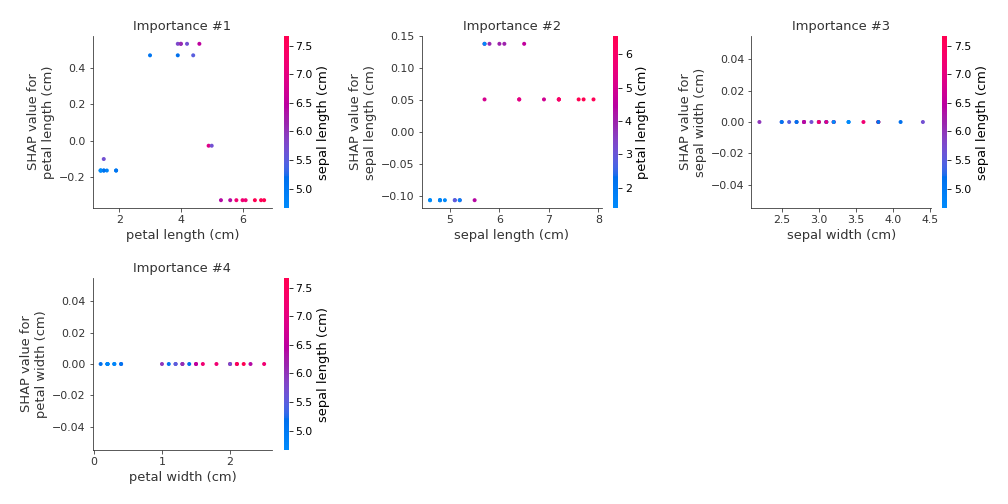 Importance #1
SHAP value for
petal length (cm)
0.4
0.2
0.0
−0.2
2
4
6
petal length (cm)
7.5
7.0
6.5
6.0
5.5
5.0
sepal length (cm)
Importance #2
SHAP value for
sepal length (cm)
0.15
0.10
0.05
0.00
−0.05
−0.10
5
6
7
8
sepal length (cm)
6
5
4
3
2
petal length (cm)
Importance #3
SHAP value for
sepal width (cm)
0.04
0.02
0.00
−0.02
−0.04
2.5
3.0
3.5
4.0
4.5
sepal width (cm)
7.5
7.0
6.5
6.0
5.5
5.0
sepal length (cm)
Importance #4
SHAP value for
petal width (cm)
0.04
0.02
0.00
−0.02
−0.04
0
1
2
petal width (cm)
7.5
7.0
6.5
6.0
5.5
5.0
sepal length (cm)